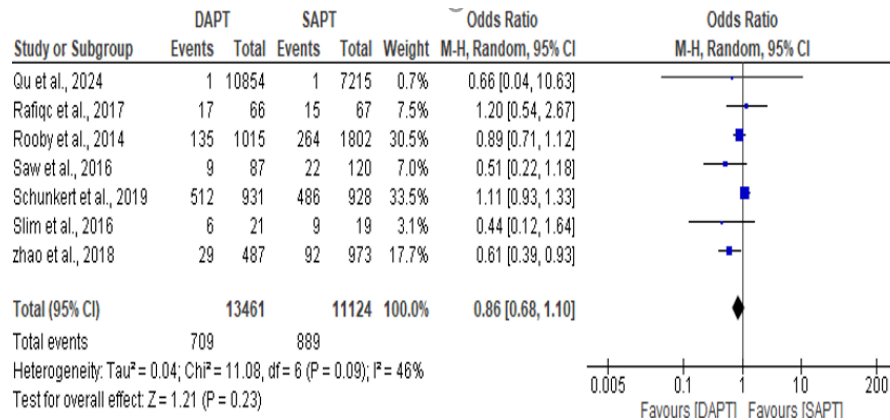 DAPT SAPT Odds Ratio Odds Ratio
Study or Subgroup Events Total Events Total Weight M-H, Random, 95% CI M-H, Random, 95% CI
Qu et al., 2024 1 10854 1 7215 0.7% 0.66 [0.04, 10.63]
Rafiqc et al., 2017 17 66 15 67 7.5% 1.20 [0.54, 2.67]
Rooby et al., 2014 135 1015 264 1802 30.5% 0.89 [0.71, 1.12]
Saw et al., 2016 9 87 22 120 7.0% 0.51 [0.22, 1.18]
Schunkert et al., 2019 512 931 486 928 33.5% 1.11 [0.93, 1.33]
Slim et al., 2016 6 21 9 19 3.1% 0.44 [0.12, 1.64]
zhao et al., 2018 29 487 92 973 17.7% 0.61 [0.39, 0.93]
Total (95% CI) 13461 11124 100.0% 0.86 [0.68, 1.10]
Total events 709 889
Heterogeneity: Tau² = 0.04; Chi² = 11.08, df = 6 (P = 0.09); I² = 46%
Test for overall effect: Z = 1.21 (P = 0.23)
0.005 0.1 1 10 200
Favours [DAPT] Favours [SAPT]